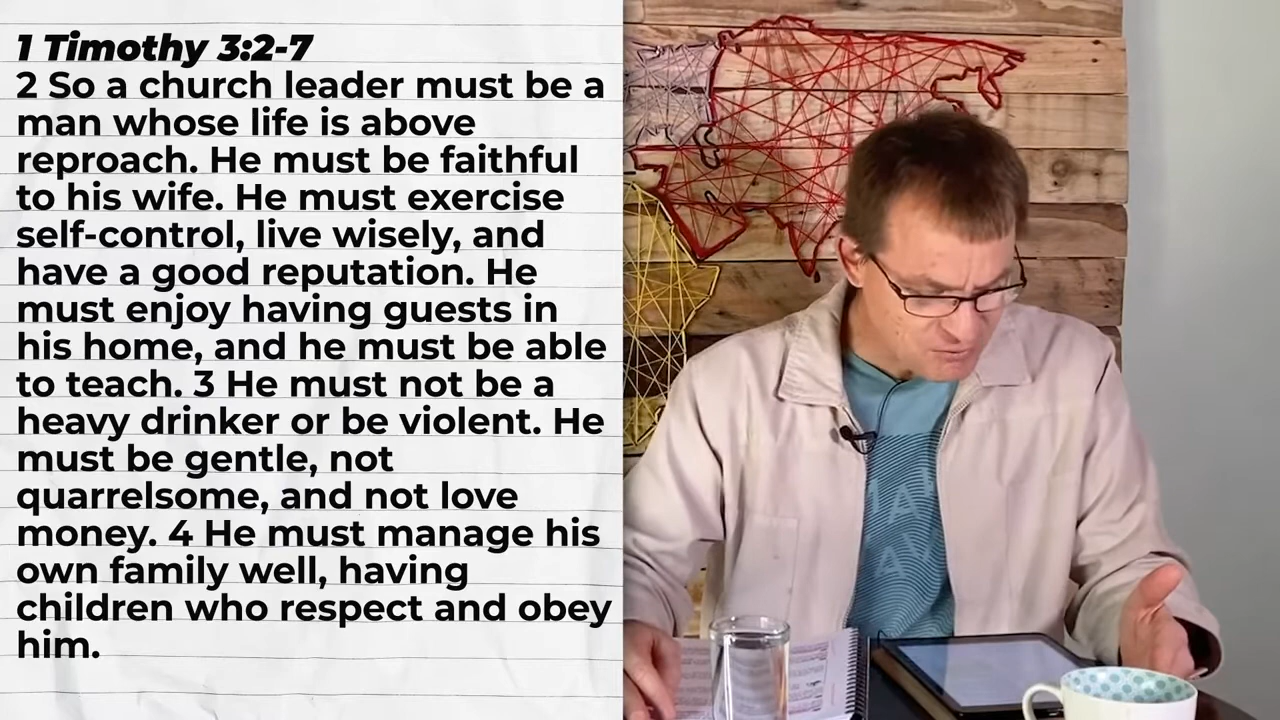 1 Timothy 3:2-7
2 So a church leader must be a
man whose life is above
reproach. He must be faithful
to his wife. He must exercise
self-control, live wisely, and
have a good reputation. He
must enjoy having guests in
his home, and he must be able
to teach. 3 He must not be a
heavy drinker or be violent. He
must be gentle, not
quarrelsome, and not love
money. 4 He must manage his
own family well, having
children who respect and obey
him.